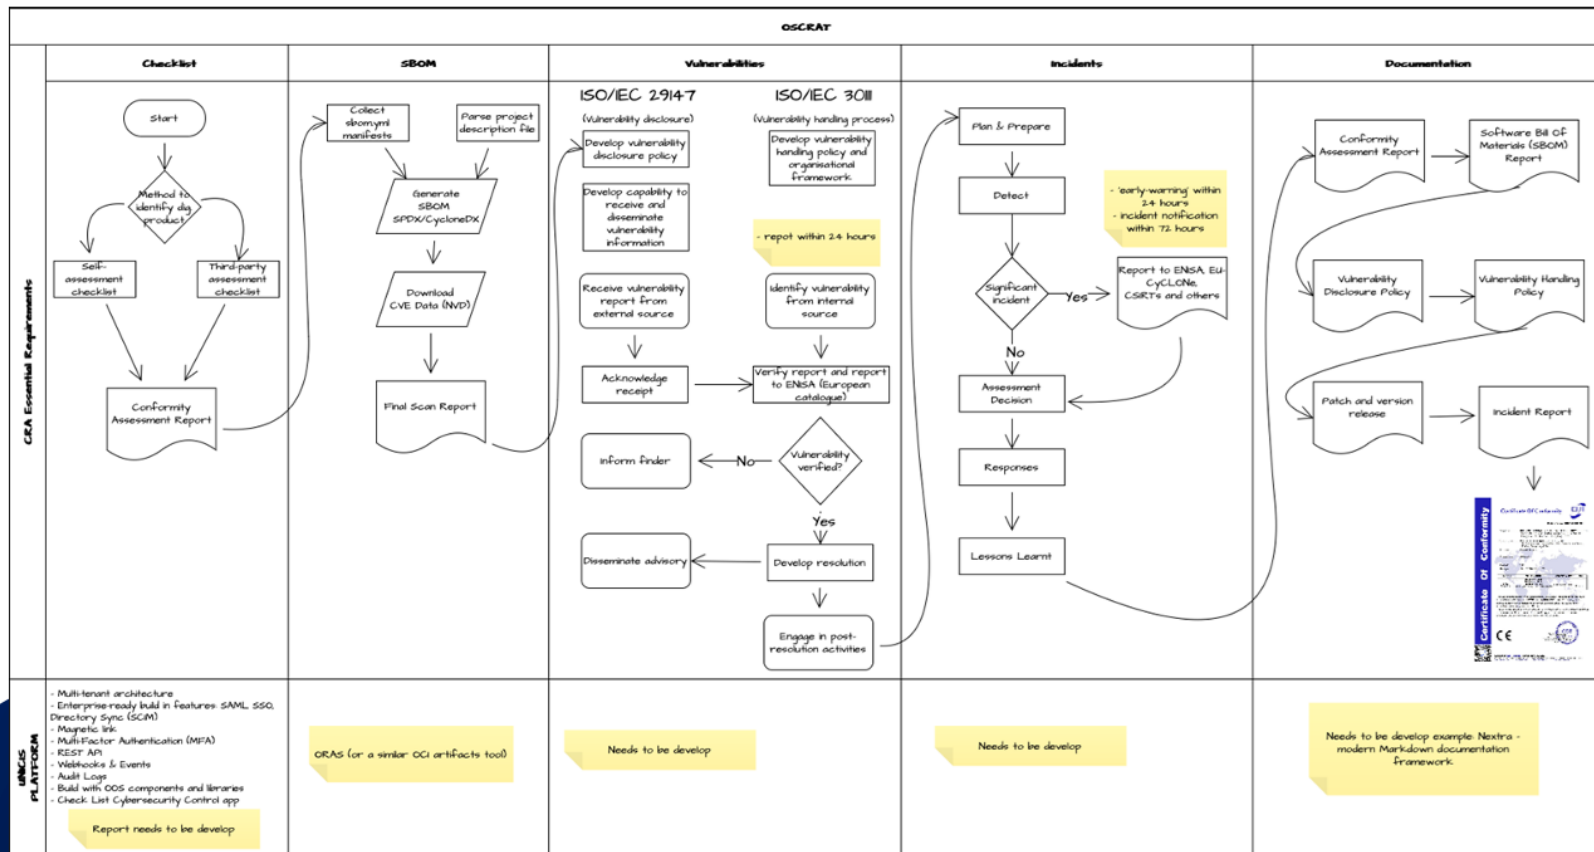 OSCRAT
Checklist
SBOM
Vulnerabilities
Incidents
Documentation
CRA Essential Requirements
Start
Method to
identify dig.
product
Self-
assessment
checklist
Third-party
assessment
checklist
Conformity
Assessment Report
Collect
sbom.yml
manifests
Parse project
description file
Generate
SBOM
SPDX/CycloneDX
Download
CVE Data (NVD)
Final Scan Report
ISO/IEC 29147
(Vulnerability disclosure)
Develop vulnerability
disclosure policy
Develop capability to
receive and
disseminate
vulnerability
information
Receive vulnerability
report from
external source
Acknowledge
receipt
Inform finder
Disseminate advisory
ISO/IEC 30111
(Vulnerability handling process)
Develop vulnerability
handling policy and
organisational
framework
- repot within 24 hours
Identify vulnerability
from internal
source
Verify report and report
to ENISA (European
catalogue)
Vulnerability
verified?
No
Yes
Develop resolution
Engage in post-
resolution activities
Plan & Prepare
Detect
- 'early-warning' within
24 hours
- incident notification
within 72 hours
Significant
incident
Yes
Report to ENISA, EU-
CyCLONe,
CSIRTs and others
No
Assessment
Decision
Responses
Lessons Learnt
Conformity
Assessment Report
Software Bill Of
Materials (SBOM)
Report
Vulnerability
Disclosure Policy
Vulnerability Handling
Policy
Patch and version
release
Incident Report
Certificate Of Conformity
Certificate Of Conformity
CE
UNICIS
PLATFORM
- Multi-tenant architecture
- Enterprise-ready build in features: SAML SSO,
Directory Sync (SCIM)
- Magnetic link
- Multi-Factor Authentication (MFA)
- REST API
- Webhooks & Events
- Audit Logs
- Build with OOS components and libraries
- Check List Cybersecurity Control app
Report needs to be develop
ORAS (or a similar OCI artifacts tool)
Needs to be develop
Needs to be develop
Needs to be develop example: Nextra -
modern Markdown documentation
framework